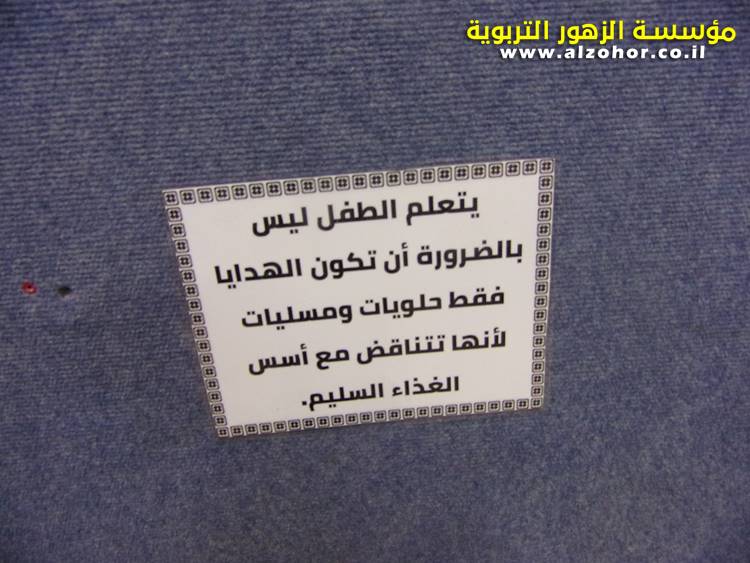 مؤسسة الزهور التربوية
www.alzohor.co.il
يتعلم الطفل ليس
بالضرورة أن تكون الهدايا
فقط حلويات ومسليات
لأنها تتناقض مع أسس
الغذاء السليم.